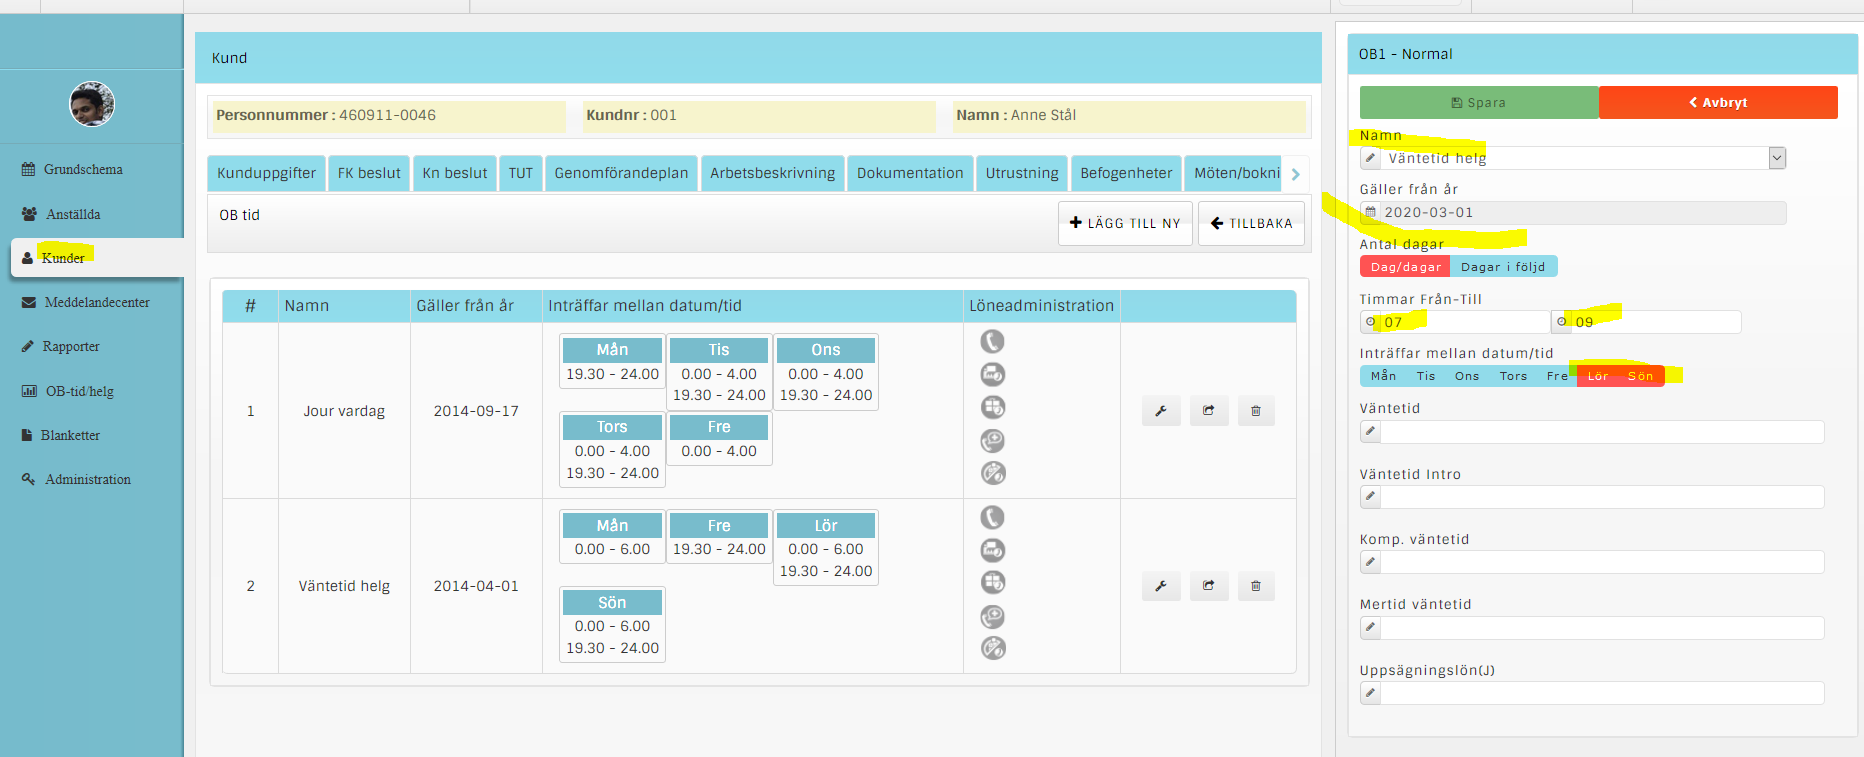 Grundschema
Anställda
Kunder
Meddelandecenter
Rapporter
OB-tid/helg
Blanketter
Administration
Kund
Personnummer : 460911-0046
Kundnr : 001
Namn : Anne Stål
Kunduppgifter
FK beslut
Kn beslut
TUT
Genomförandeplan
Arbetsbeskrivning
Dokumentation
Utrustning
Befogenheter
Möten/bokni
OB tid
LÄGG TILL NY
TILLBAKA
# Namn Gäller från år Inträffar mellan datum/tid Löneadministration
1 Jour vardag 2014-09-17
Mån
19.30 - 24.00
Tis
0.00 - 4.00
19.30 - 24.00
Ons
0.00 - 4.00
19.30 - 24.00
Tors
0.00 - 4.00
19.30 - 24.00
Fre
0.00 - 4.00
2 Väntetid helg 2014-04-01
Mån
0.00 - 6.00
Fre
19.30 - 24.00
Lör
0.00 - 6.00
19.30 - 24.00
Sön
0.00 - 6.00
19.30 - 24.00
OB1 - Normal
Spara
Avbryt
Namn
Väntetid helg
Gäller från år
2020-03-01
Antal dagar
Dag/dagar Dagar i följd
Timmar Från-Till
07 09
Inträffar mellan datum/tid
Mån Tis Ons Tors Fre Lör Sön
Väntetid
Väntetid Intro
Komp. väntetid
Mertid väntetid
Uppsägningslön(J)